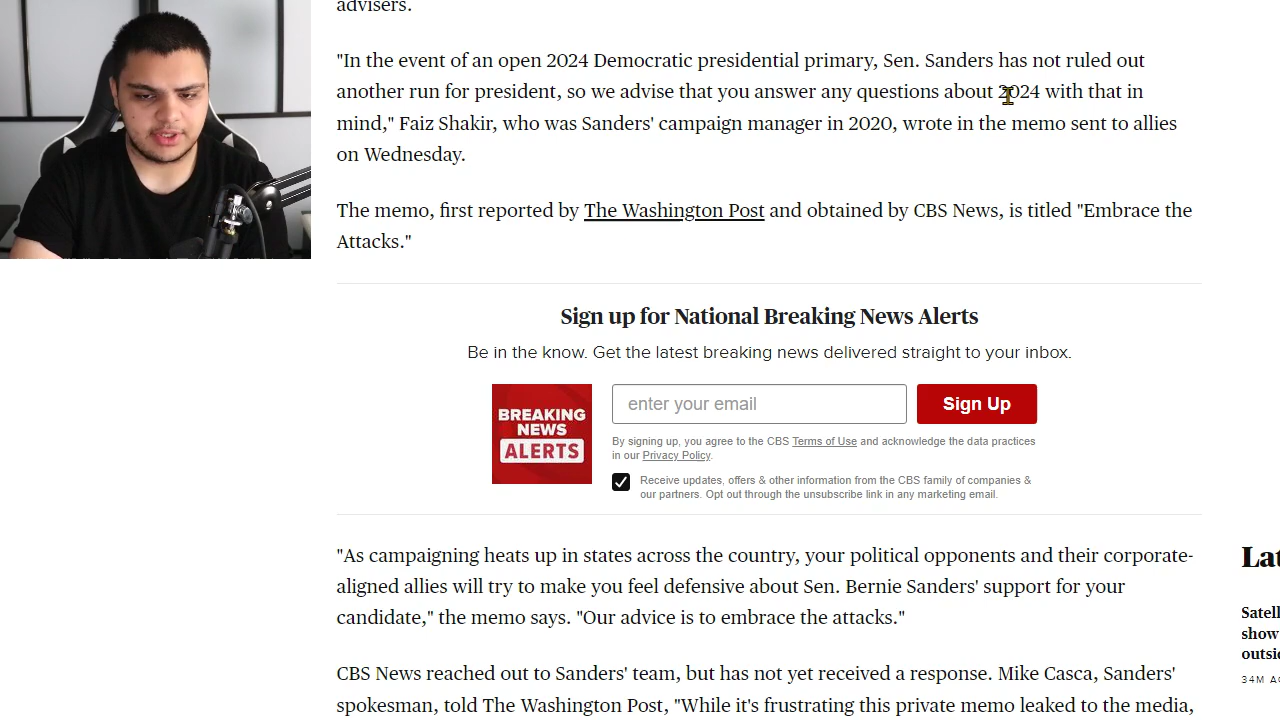 advisers.
"In the event of an open 2024 Democratic presidential primary, Sen. Sanders has not ruled out
another run for president, so we advise that you answer any questions about 2024 with that in
mind," Faiz Shakir, who was Sanders' campaign manager in 2020, wrote in the memo sent to allies
on Wednesday.
The memo, first reported by The Washington Post and obtained by CBS News, is titled "Embrace the
Attacks."
Sign up for National Breaking News Alerts
Be in the know. Get the latest breaking news delivered straight to your inbox.
BREAKING
NEWS
ALERTS
enter your email
Sign Up
By signing up, you agree to the CBS Terms of Use and acknowledge the data practices
in our Privacy Policy.
Receive updates, offers & other information from the CBS family of companies &
our partners. Opt out through the unsubscribe link in any marketing email.
"As campaigning heats up in states across the country, your political opponents and their corporate-
aligned allies will try to make you feel defensive about Sen. Bernie Sanders' support for your
candidate," the memo says. "Our advice is to embrace the attacks."
CBS News reached out to Sanders' team, but has not yet received a response. Mike Casca, Sanders'
spokesman, told The Washington Post, "While it's frustrating this private memo leaked to the media,
show
34M